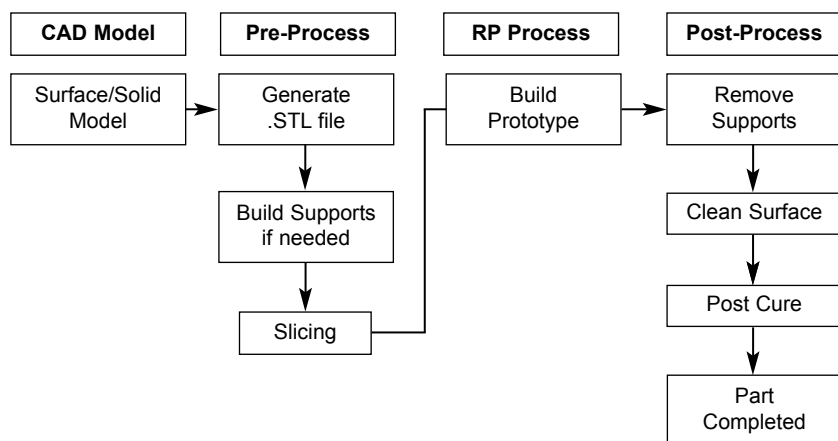 CAD Model
Pre-Process
RP Process
Post-Process
Surface/Solid
Model
Generate
.STL file
Build Supports
if needed
Slicing
Build
Prototype
Remove
Supports
Clean Surface
Post Cure
Part
Completed